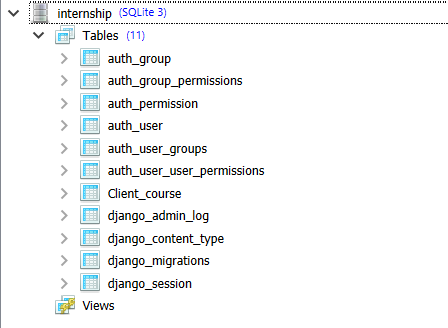 internship (SQLite 3)
Tables (11)
auth_group
auth_group_permissions
auth_permission
auth_user
auth_user_groups
auth_user_user_permissions
Client_course
django_admin_log
django_content_type
django_migrations
django_session
Views